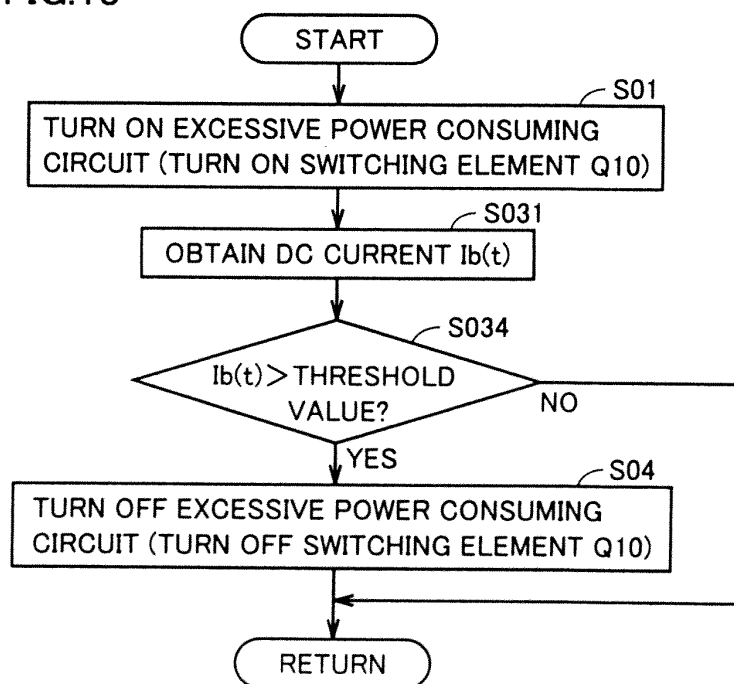 START
S01
TURN ON EXCESSIVE POWER CONSUMING
CIRCUIT (TURN ON SWITCHING ELEMENT Q10)
S031
OBTAIN DC CURRENT Ib(t)
S034
Ib(t)>THRESHOLD
VALUE?
NO
YES
S04
TURN OFF EXCESSIVE POWER CONSUMING
CIRCUIT (TURN OFF SWITCHING ELEMENT Q10)
RETURN